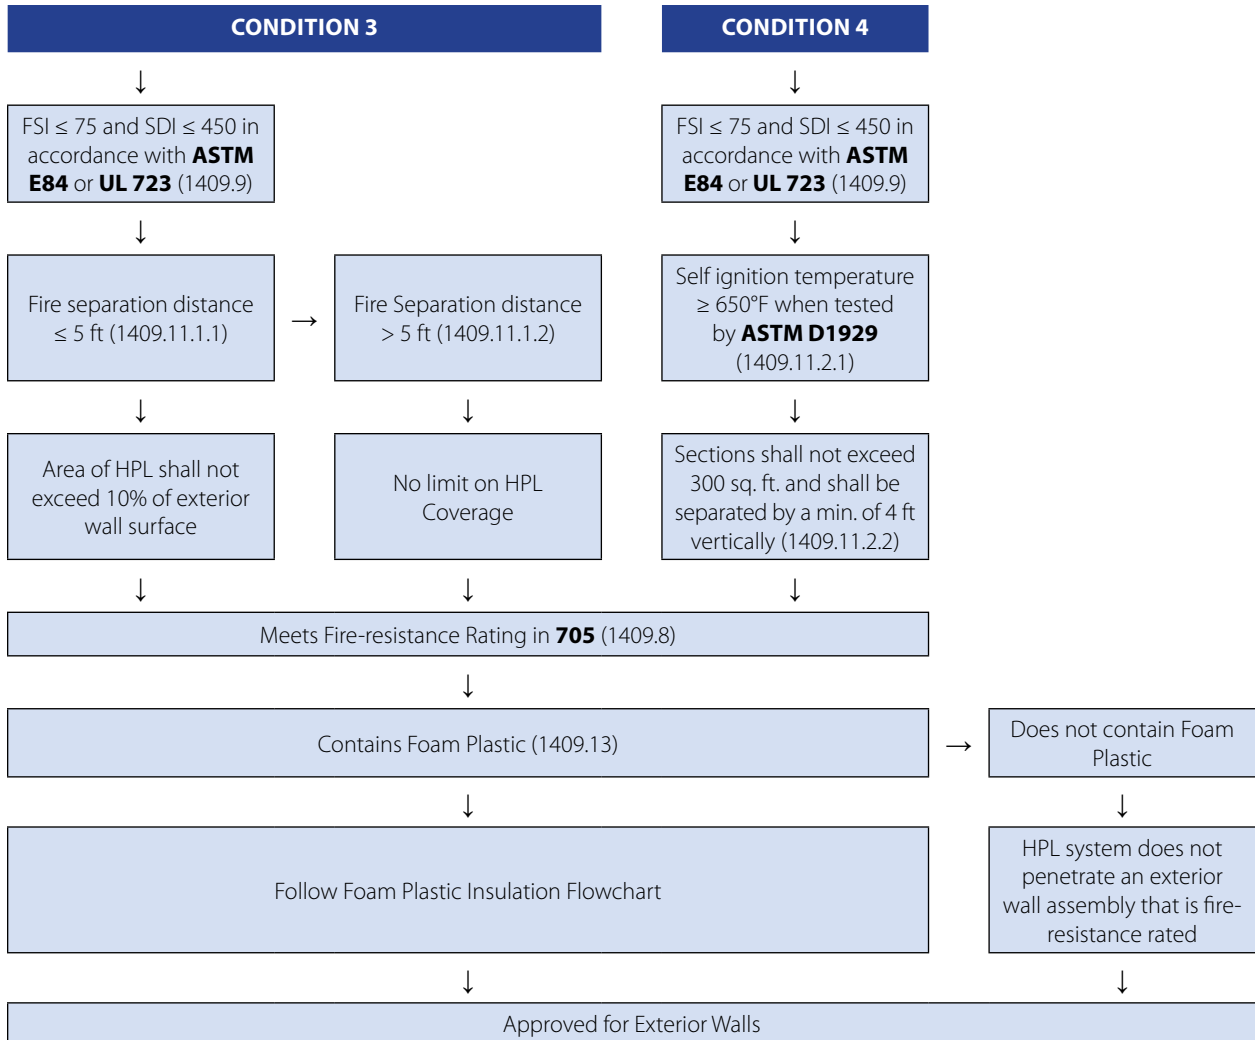 CONDITION 3
CONDITION 4
↓
↓
FSI ≤ 75 and SDI ≤ 450 in
accordance with ASTM
E84 or UL 723 (1409.9)
FSI ≤ 75 and SDI ≤ 450 in
accordance with ASTM
E84 or UL 723 (1409.9)
↓
↓
Fire separation distance
≤ 5 ft (1409.11.1.1)
→
Fire Separation distance
> 5 ft (1409.11.1.2)
Self ignition temperature
≥ 650°F when tested
by ASTM D1929
(1409.11.2.1)
↓
↓
↓
Area of HPL shall not
exceed 10% of exterior
wall surface
No limit on HPL
Coverage
Sections shall not exceed
300 sq. ft. and shall be
separated by a min. of 4 ft
vertically (1409.11.2.2)
↓
↓
↓
Meets Fire-resistance Rating in 705 (1409.8)
↓
Contains Foam Plastic (1409.13)
→
Does not contain Foam
Plastic
↓
↓
Follow Foam Plastic Insulation Flowchart
HPL system does not
penetrate an exterior
wall assembly that is fire-
resistance rated
↓
↓
Approved for Exterior Walls